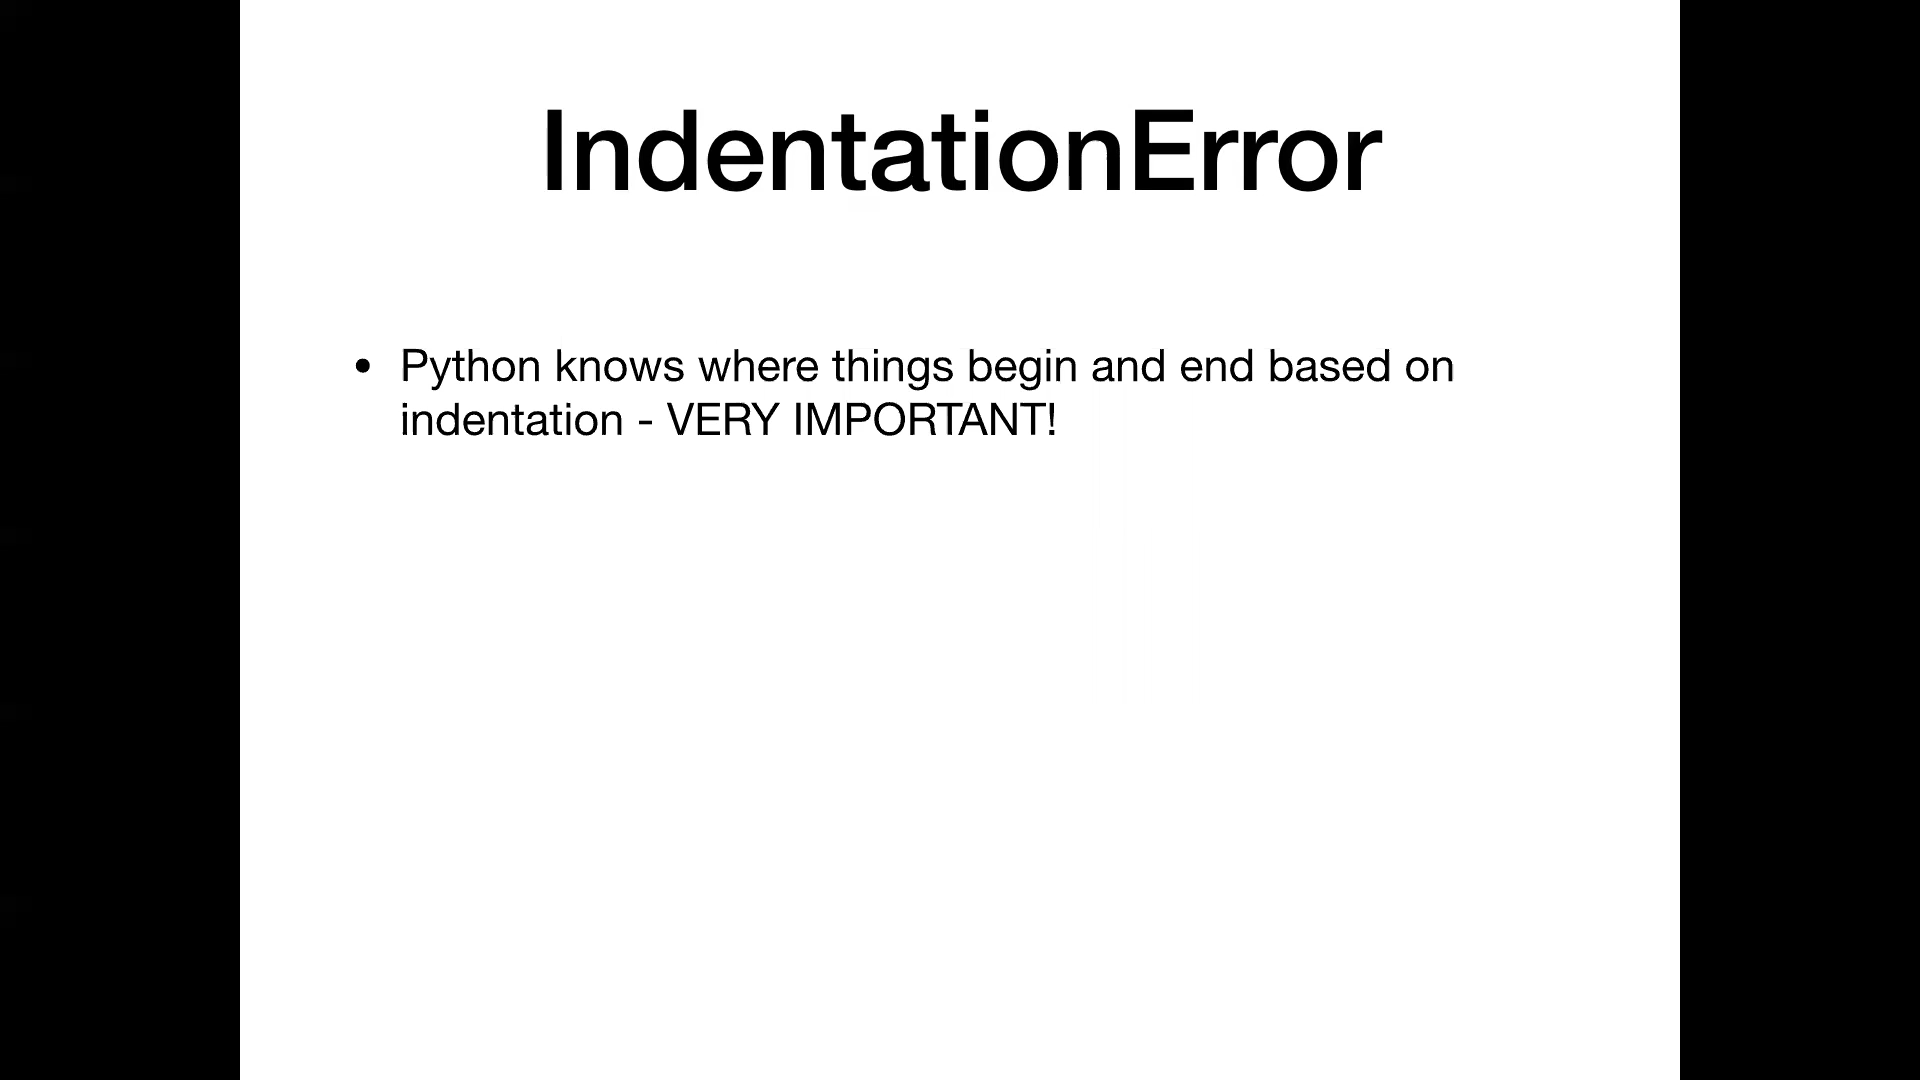 IndentationError
• Python knows where things begin and end based on
indentation - VERY IMPORTANT!